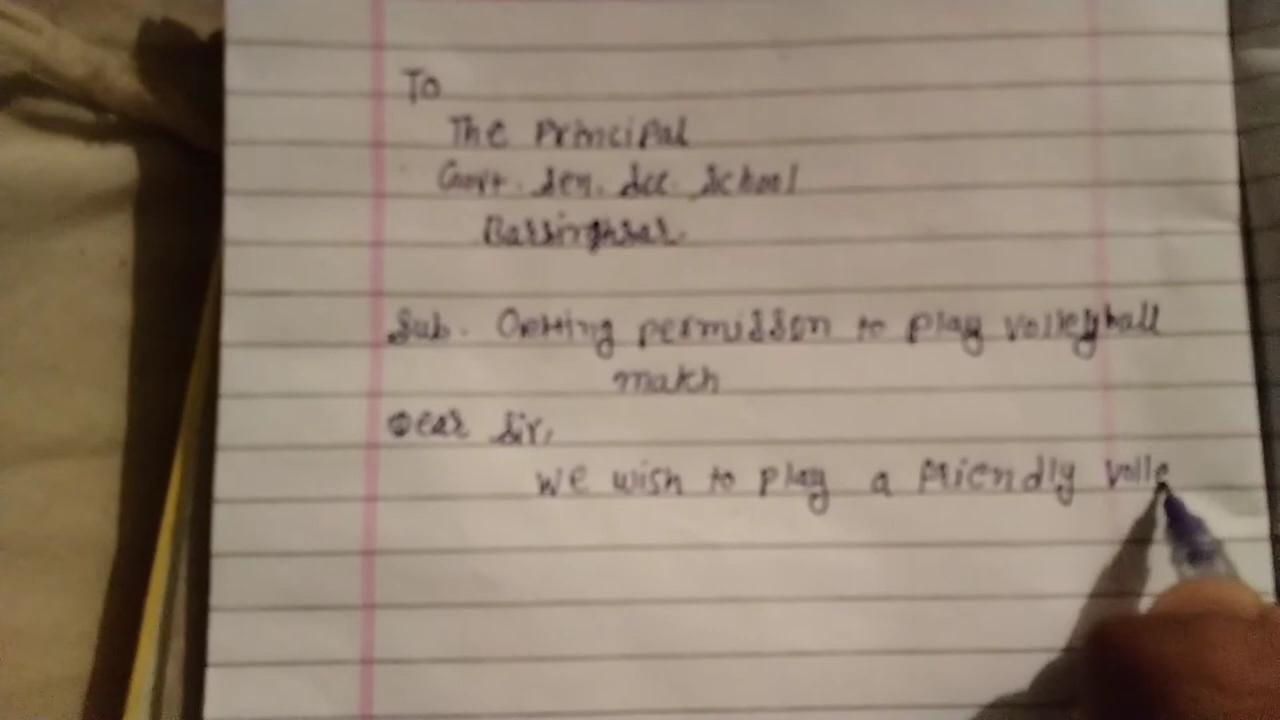 To
The Principal
Govt. Sen. Sec. School
Barsinghsar
Sub. Getting permisson to play volleyball
match
Dear Sir,
We wish to play a friendly volle